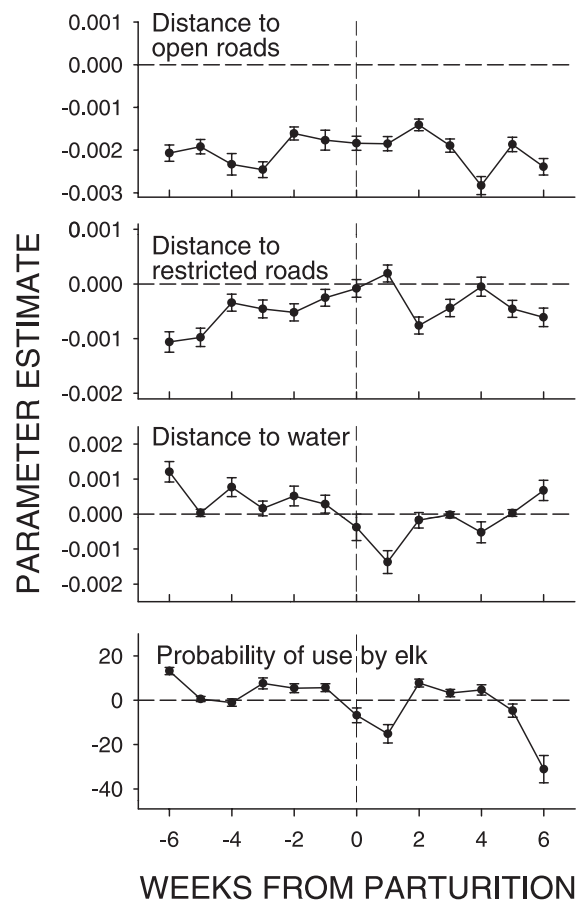 PARAMETER ESTIMATE
0.001
Distance to
open roads
0.000
-0.001
-0.002
-0.003
0.001
Distance to
restricted roads
0.000
-0.001
-0.002
0.002
Distance to water
0.001
0.000
-0.001
-0.002
20
Probability of use by elk
0
-20
-40
-6 -4 -2 0 2 4 6
WEEKS FROM PARTURITION